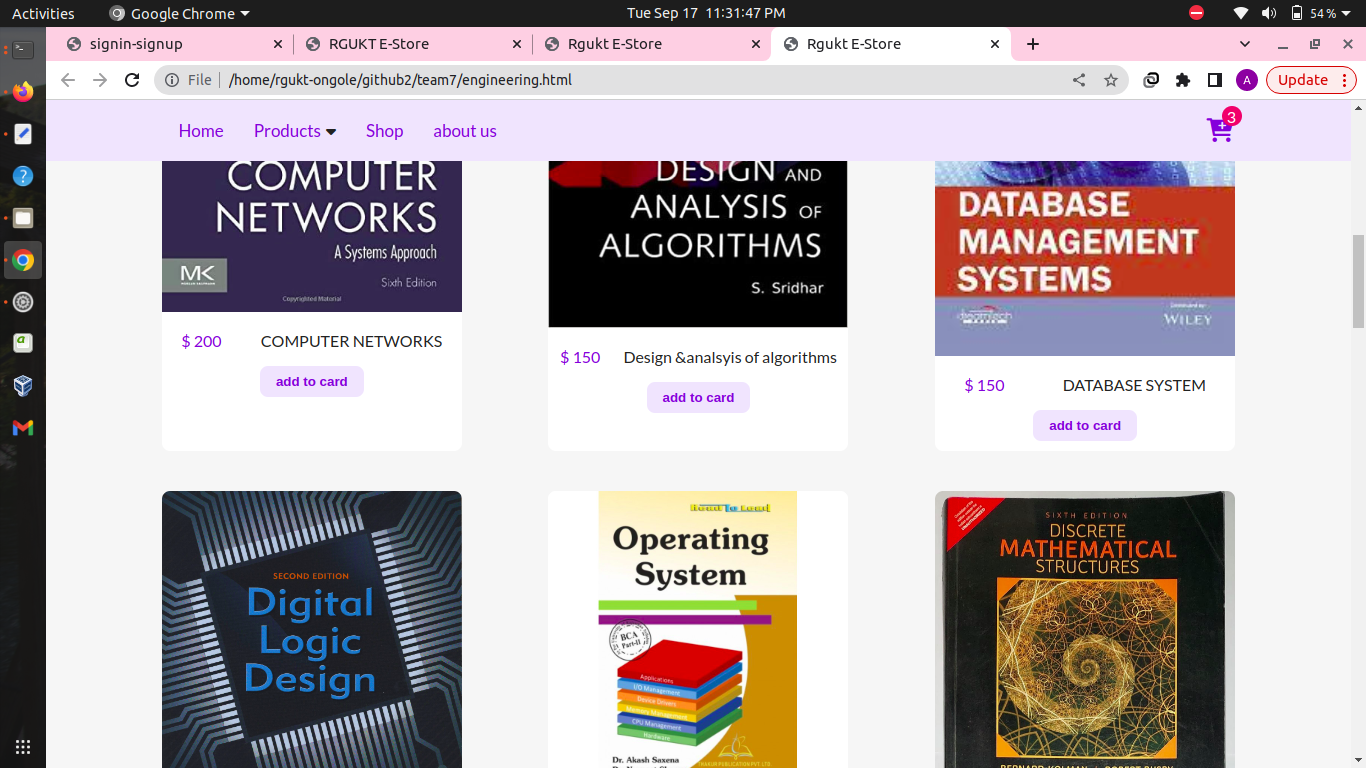 Activities
Google Chrome
Tue Sep 17 11:31:47 PM
54 %
signin-signup
RGUKT E-Store
Rgukt E-Store
Rgukt E-Store
File
/home/rgukt-ongole/github2/team7/engineering.html
A
Update
Home
Products
Shop
about us
3
COMPUTER
NETWORKS
A Systems Approach
Sixth Edition
MK
Copyrighted Material
$ 200
COMPUTER NETWORKS
add to card
DESIGN AND
ANALYSIS OF
ALGORITHMS
S. Sridhar
$ 150
Design &analsyis of algorithms
add to card
DATABASE
MANAGEMENT
SYSTEMS
dreamtech
WILEY
$ 150
DATABASE SYSTEM
add to card
SECOND EDITION
Digital
Logic
Design
Operating
System
BCA
Part-II
Applications
I/O Management
Device Drivers
Memory Management
CPU Management
Hardware
Dr. Akash Saxena
SIXTH EDITION
DISCRETE
MATHEMATICAL
STRUCTURES